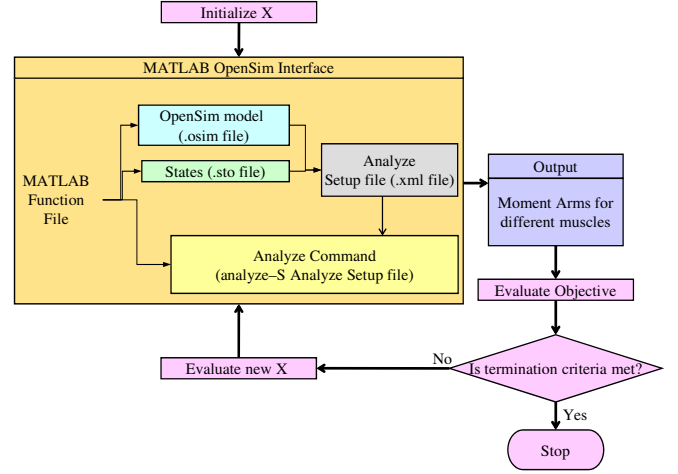 Initialize X
MATLAB OpenSim Interface
OpenSim model
(.osim file)
States (.sto file)
MATLAB
Function
File
Analyze
Setup file (.xml file)
Analyze Command
(analyze–S Analyze Setup file)
Output
Moment Arms for
different muscles
Evaluate Objective
Is termination criteria met?
No
Evaluate new X
Yes
Stop